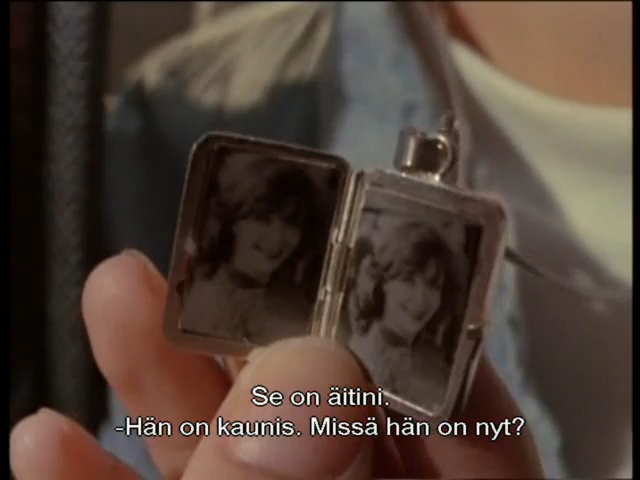 Se on äitini.
-Hän on kaunis. Missä hän on nyt?